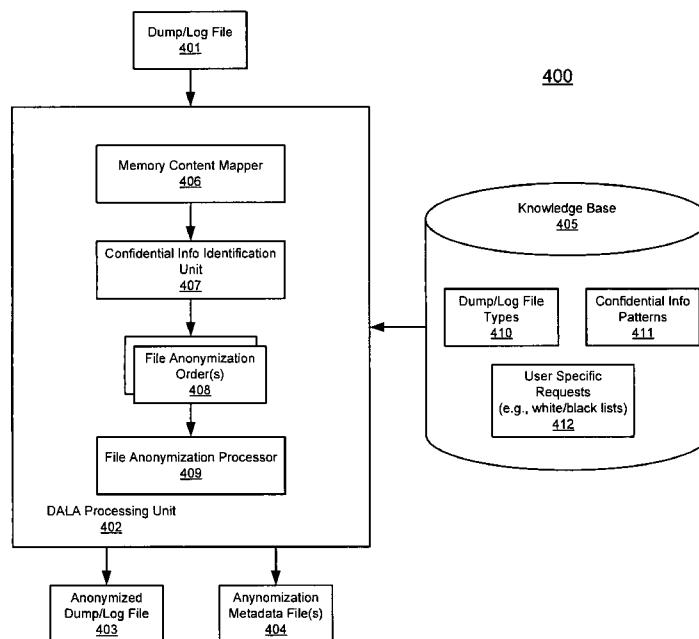 Dump/Log File
401
400
Memory Content Mapper
406
Confidential Info Identification
Unit
407
File Anonymization
Order(s)
408
File Anonymization Processor
409
DALA Processing Unit
402
Knowledge Base
405
Dump/Log File
Types
410
Confidential Info
Patterns
411
User Specific
Requests
(e.g., white/black lists)
412
Anonymized
Dump/Log File
403
Anynomization
Metadata File(s)
404